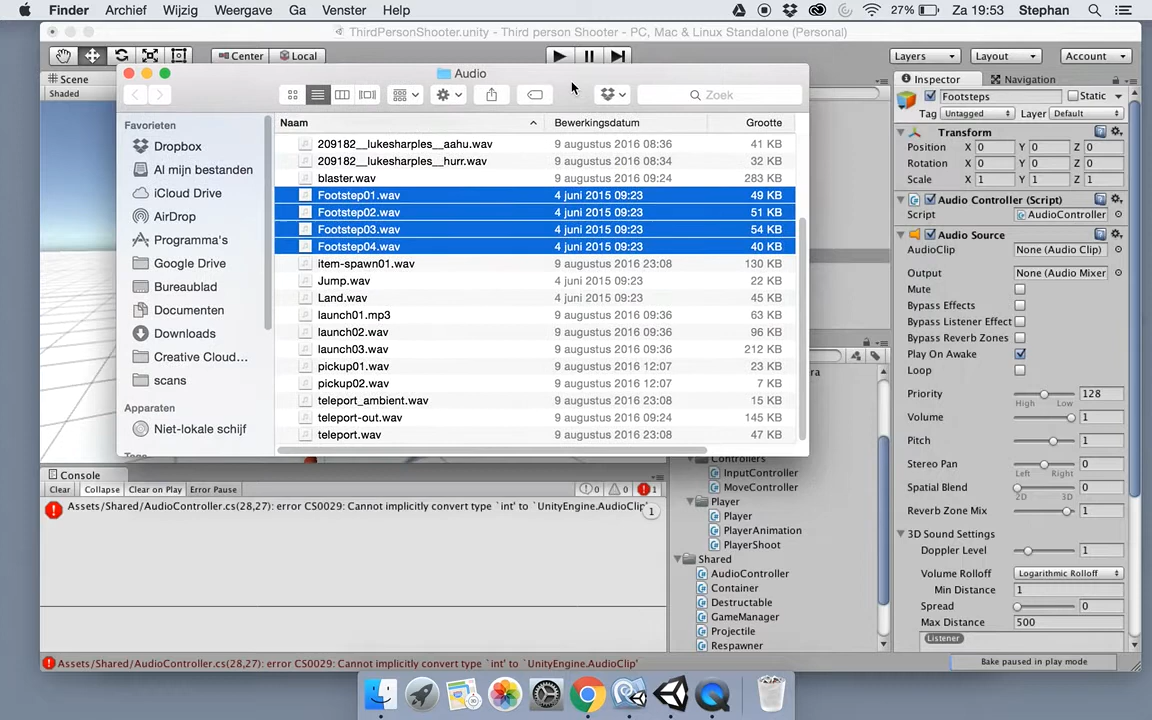 Finder Archief Wijzig Weergave Ga Venster Help 27% Za 19:53 Stephan
ThirdPersonShooter.unity - Third person Shooter - PC, Mac & Linux Standalone (Personal)
Center Local Layers Layout Account
Scene
Shaded
Audio
Zoek
Favorieten
Dropbox
Al mijn bestanden
iCloud Drive
AirDrop
Programma's
Google Drive
Bureaublad
Documenten
Downloads
Creative Cloud...
scans
Apparaten
Niet-lokale schijf
Naam Bewerkingsdatum Grootte
209182__lukesharples__aahu.wav 9 augustus 2016 08:36 41 KB
209182__lukesharples__hurr.wav 9 augustus 2016 08:34 32 KB
blaster.wav 9 augustus 2016 09:24 283 KB
Footstep01.wav 4 juni 2015 09:23 49 KB
Footstep02.wav 4 juni 2015 09:23 51 KB
Footstep03.wav 4 juni 2015 09:23 54 KB
Footstep04.wav 4 juni 2015 09:23 40 KB
item-spawn01.wav 9 augustus 2016 23:08 130 KB
Jump.wav 4 juni 2015 09:23 22 KB
Land.wav 4 juni 2015 09:23 45 KB
launch01.mp3 9 augustus 2016 09:36 63 KB
launch02.wav 9 augustus 2016 09:36 96 KB
launch03.wav 9 augustus 2016 09:36 212 KB
pickup01.wav 9 augustus 2016 12:07 23 KB
pickup02.wav 9 augustus 2016 12:07 7 KB
teleport_ambient.wav 9 augustus 2016 23:08 15 KB
teleport-out.wav 9 augustus 2016 09:24 145 KB
teleport.wav 9 augustus 2016 23:08 47 KB
Controllers
InputController
MoveController
Player
Player
PlayerAnimation
PlayerShoot
Shared
AudioController
Container
Destructable
GameManager
Projectile
Respawner
Inspector Navigation
Footsteps Static
Tag Untagged Layer Default
Transform
Position X 0 Y 0 Z 0
Rotation X 0 Y 0 Z 0
Scale X 1 Y 1 Z 1
Audio Controller (Script)
Script AudioController
Audio Source
AudioClip None (Audio Clip)
Output None (Audio Mixer
Mute
Bypass Effects
Bypass Listener Effect
Bypass Reverb Zones
Play On Awake
Loop
Priority 128
High Low
Volume 1
Pitch 1
Stereo Pan 0
Left Right
Spatial Blend 0
2D 3D
Reverb Zone Mix 1
3D Sound Settings
Doppler Level 1
Volume Rolloff Logarithmic Rolloff
Min Distance 1
Spread 0
Max Distance 500
Listener
Bake paused in play mode
Console
Clear Collapse Clear on Play Error Pause 0 0 1
Assets/Shared/AudioController.cs(28,27): error CS0029: Cannot implicitly convert type `int' to `UnityEngine.AudioClip' 1
Assets/Shared/AudioController.cs(28,27): error CS0029: Cannot implicitly convert type `int' to `UnityEngine.AudioClip'